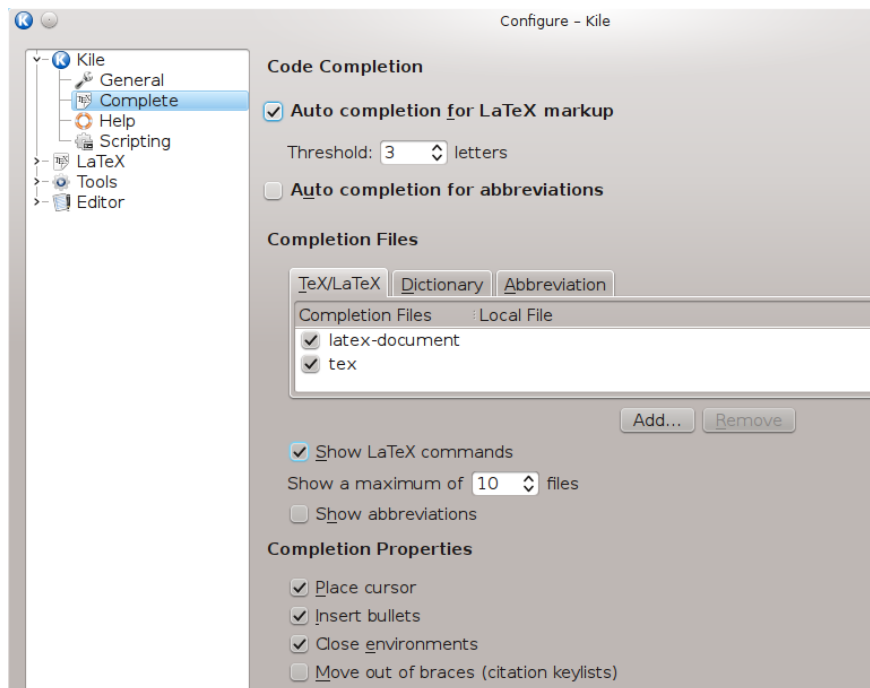 Configure – Kile
Kile
General
Complete
Help
Scripting
LaTeX
Tools
Editor
Code Completion
Auto completion for LaTeX markup
Threshold: 3 letters
Auto completion for abbreviations
Completion Files
TeX/LaTeX Dictionary Abbreviation
Completion Files Local File
latex-document
tex
Add... Remove
Show LaTeX commands
Show a maximum of 10 files
Show abbreviations
Completion Properties
Place cursor
Insert bullets
Close environments
Move out of braces (citation keylists)